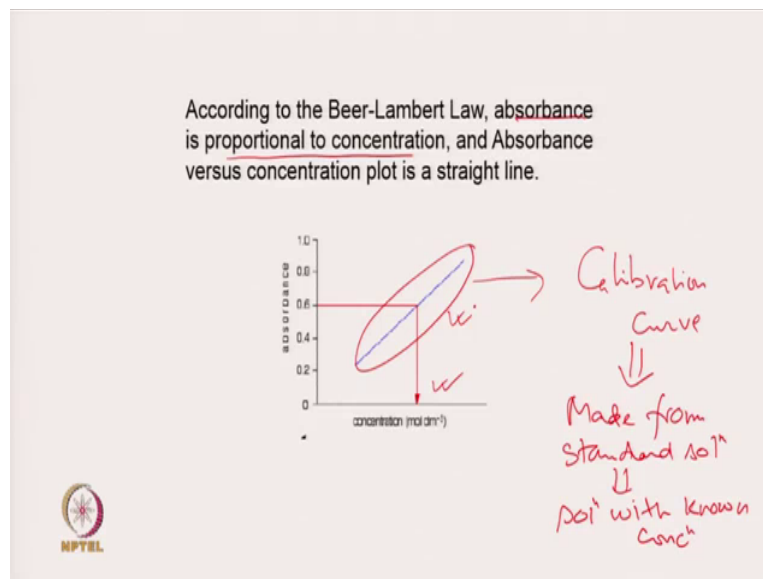 According to the Beer-Lambert Law, absorbance
is proportional to concentration, and Absorbance
versus concentration plot is a straight line.
1.0
0.8
0.6
0.4
0.2
0
absorbance
concentration (mol dm⁻³)
Calibration
curve
Made from
standard solⁿ
solⁿ with known
concⁿ
NPTEL